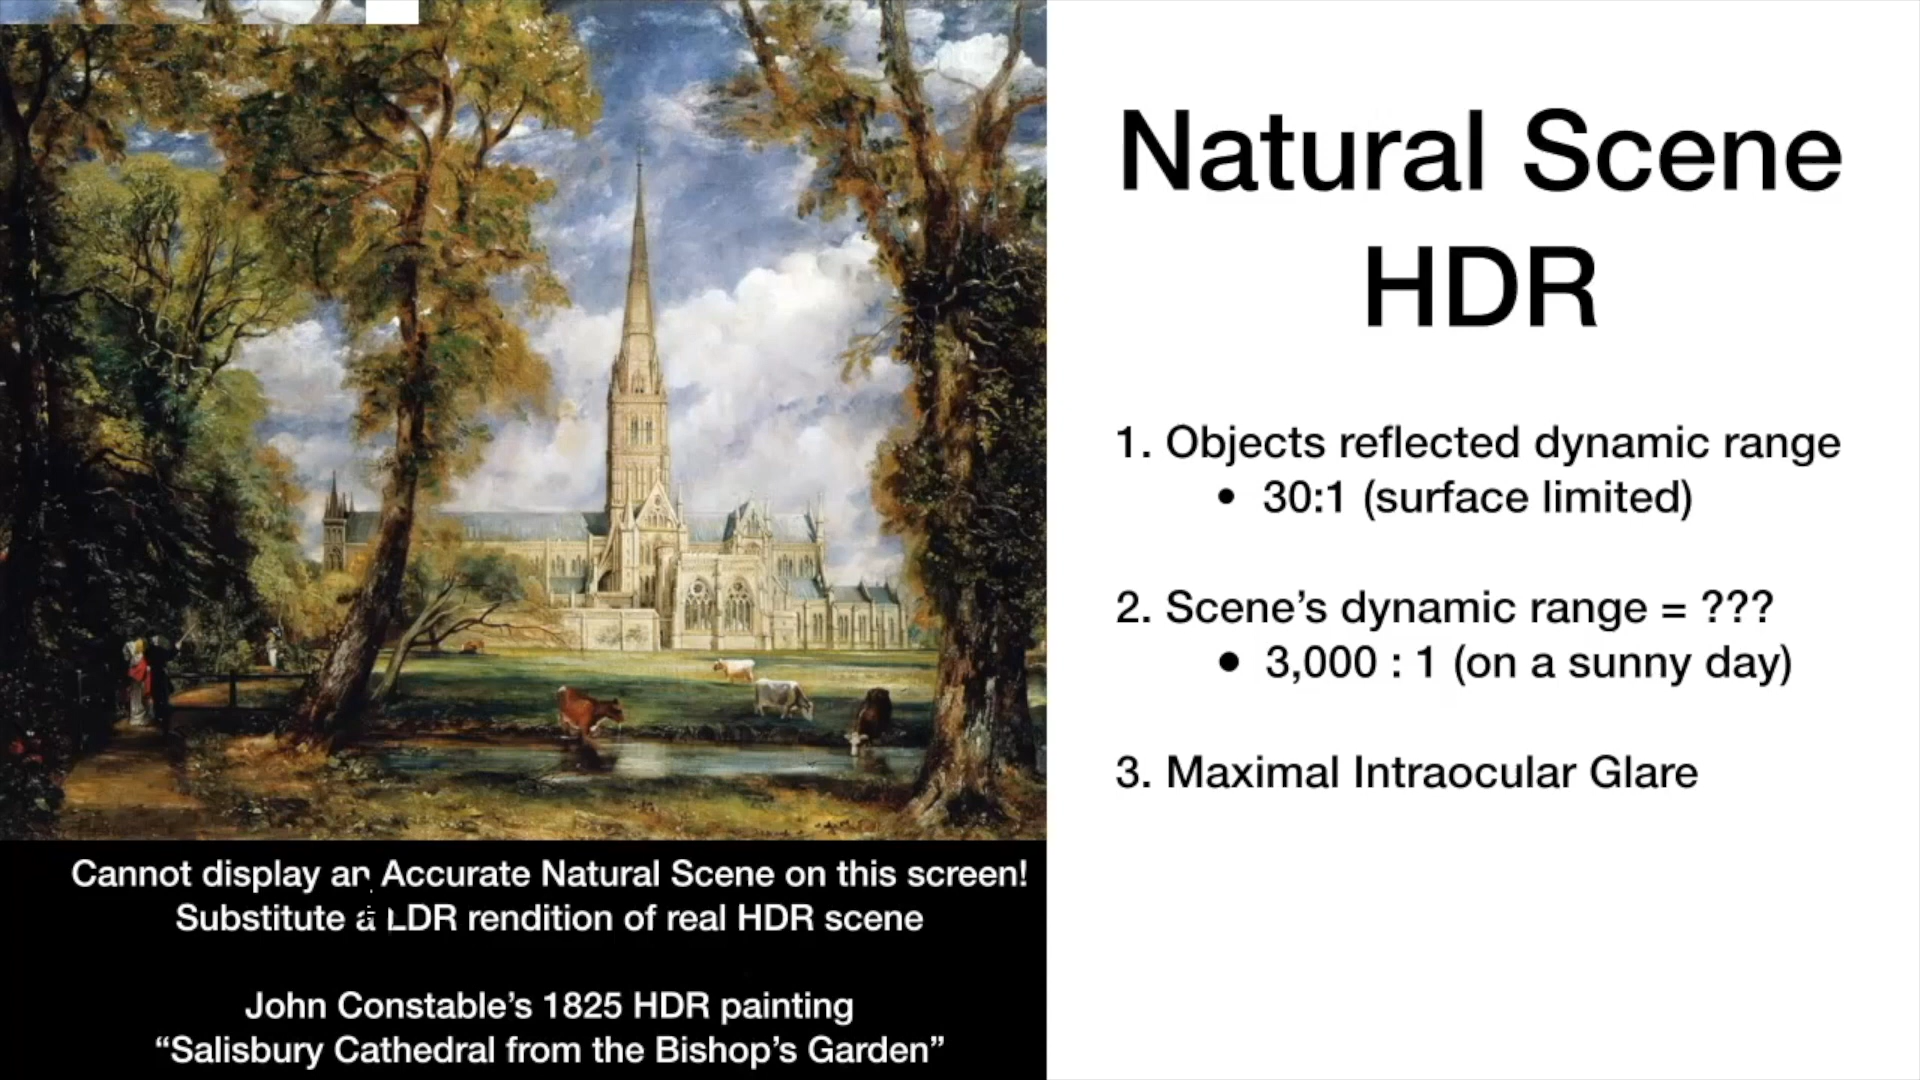 Natural Scene
HDR
1. Objects reflected dynamic range
• 30:1 (surface limited)
2. Scene's dynamic range = ???
• 3,000 : 1 (on a sunny day)
3. Maximal Intraocular Glare
Cannot display an Accurate Natural Scene on this screen!
Substitute a LDR rendition of real HDR scene
John Constable's 1825 HDR painting
“Salisbury Cathedral from the Bishop's Garden”